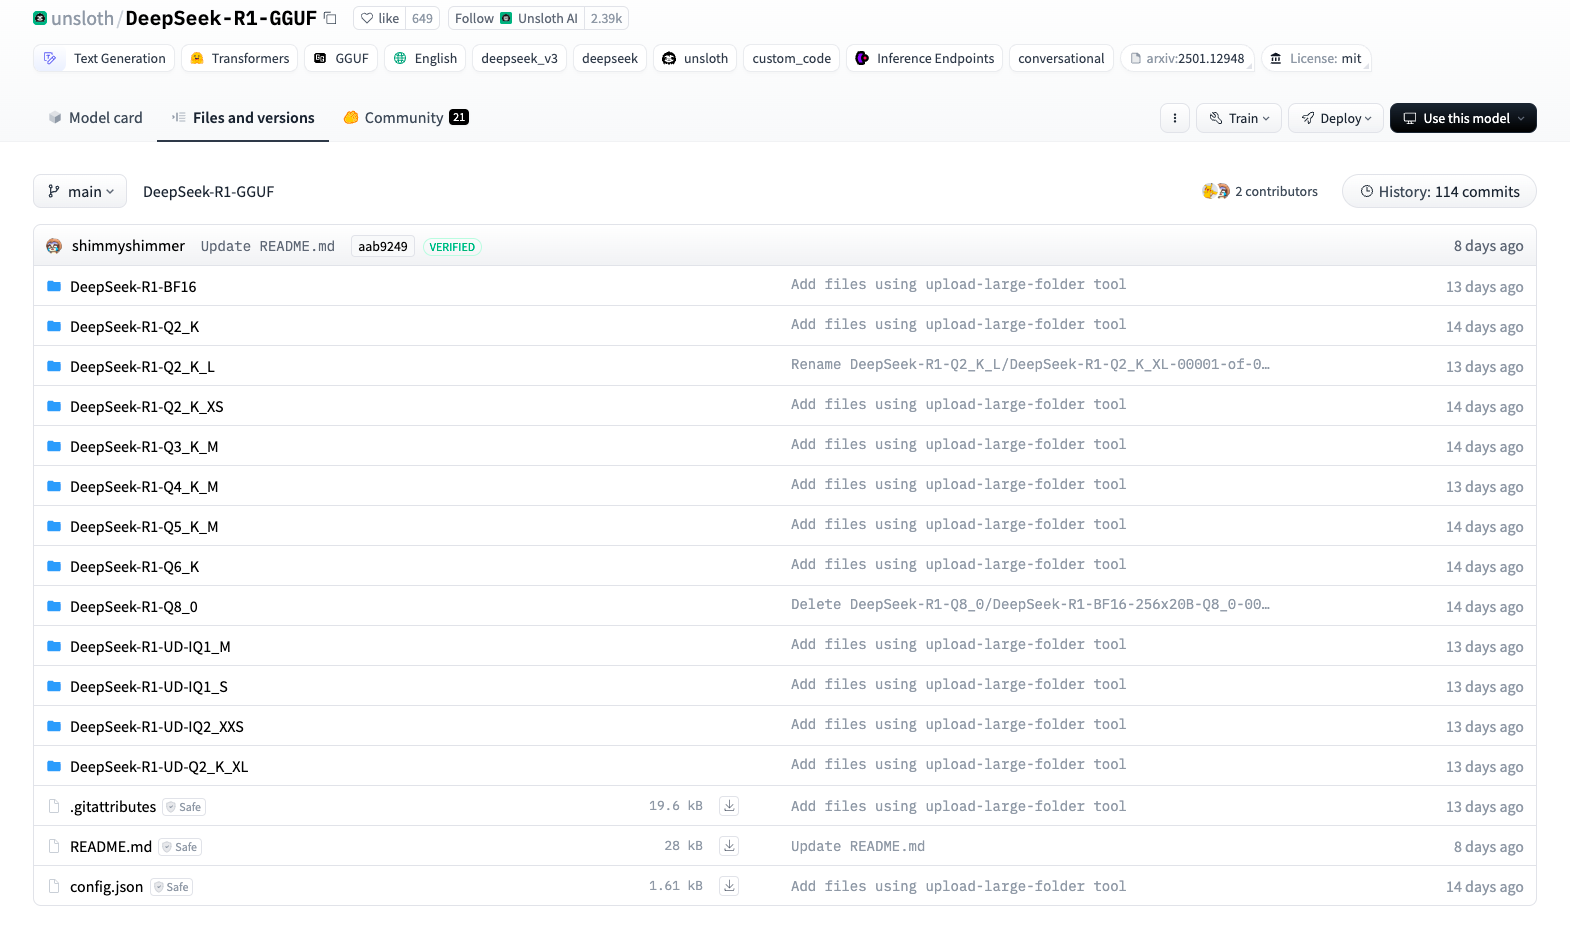 unsloth/DeepSeek-R1-GGUF like 649 Follow Unsloth AI 2.39k
Text Generation Transformers GGUF English deepseek_v3 deepseek unsloth custom_code Inference Endpoints conversational arxiv:2501.12948 License: mit
Model card Files and versions Community 21 Train Deploy Use this model
main DeepSeek-R1-GGUF 2 contributors History: 114 commits
shimmyshimmer Update README.md aab9249 VERIFIED 8 days ago
DeepSeek-R1-BF16 Add files using upload-large-folder tool 13 days ago
DeepSeek-R1-Q2_K Add files using upload-large-folder tool 14 days ago
DeepSeek-R1-Q2_K_L Rename DeepSeek-R1-Q2_K_L/DeepSeek-R1-Q2_K_XL-00001-of-0… 13 days ago
DeepSeek-R1-Q2_K_XS Add files using upload-large-folder tool 14 days ago
DeepSeek-R1-Q3_K_M Add files using upload-large-folder tool 14 days ago
DeepSeek-R1-Q4_K_M Add files using upload-large-folder tool 13 days ago
DeepSeek-R1-Q5_K_M Add files using upload-large-folder tool 14 days ago
DeepSeek-R1-Q6_K Add files using upload-large-folder tool 14 days ago
DeepSeek-R1-Q8_0 Delete DeepSeek-R1-Q8_0/DeepSeek-R1-BF16-256x20B-Q8_0-00… 14 days ago
DeepSeek-R1-UD-IQ1_M Add files using upload-large-folder tool 13 days ago
DeepSeek-R1-UD-IQ1_S Add files using upload-large-folder tool 13 days ago
DeepSeek-R1-UD-IQ2_XXS Add files using upload-large-folder tool 13 days ago
DeepSeek-R1-UD-Q2_K_XL Add files using upload-large-folder tool 13 days ago
.gitattributes Safe 19.6 kB Add files using upload-large-folder tool 13 days ago
README.md Safe 28 kB Update README.md 8 days ago
config.json Safe 1.61 kB Add files using upload-large-folder tool 14 days ago